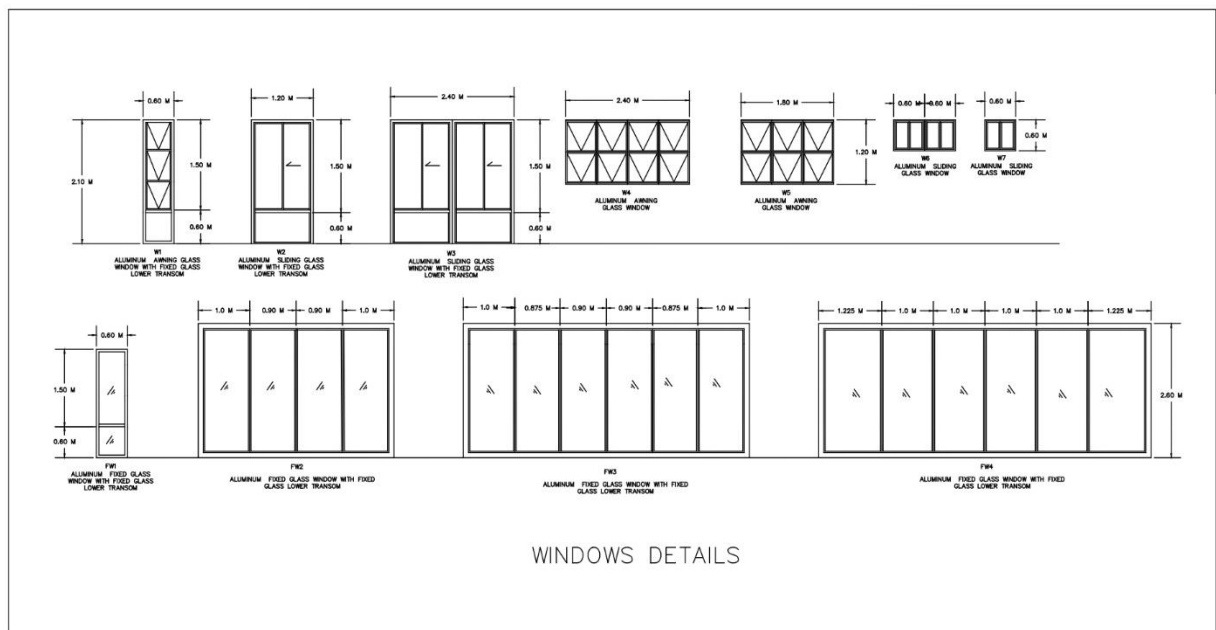 0.60 M
1.20 M
2.40 M
2.40 M
1.80 M
0.60 M 0.60 M
0.60 M
2.10 M
1.50 M
0.60 M
1.50 M
0.60 M
1.50 M
0.60 M
1.20 M
0.60 M
W1
ALUMINUM AWNING GLASS
WINDOW WITH FIXED GLASS
LOWER TRANSOM
W2
ALUMINUM SLIDING GLASS
WINDOW WITH FIXED GLASS
LOWER TRANSOM
W3
ALUMINUM SLIDING GLASS
WINDOW WITH FIXED GLASS
LOWER TRANSOM
W4
ALUMINUM AWNING
GLASS WINDOW
W5
ALUMINUM AWNING
GLASS WINDOW
W6
ALUMINUM SLIDING
GLASS WINDOW
W7
ALUMINUM SLIDING
GLASS WINDOW
0.60 M
1.50 M
0.60 M
FW1
ALUMINUM FIXED GLASS
WINDOW WITH FIXED GLASS
LOWER TRANSOM
1.0 M 0.90 M 0.90 M 1.0 M
FW2
ALUMINUM FIXED GLASS WINDOW WITH FIXED
GLASS LOWER TRANSOM
1.0 M 0.875 M 0.90 M 0.90 M 0.875 M 1.0 M
FW3
ALUMINUM FIXED GLASS WINDOW WITH FIXED
GLASS LOWER TRANSOM
1.225 M 1.0 M 1.0 M 1.0 M 1.0 M 1.225 M
2.60 M
FW4
ALUMINUM FIXED GLASS WINDOW WITH FIXED
GLASS LOWER TRANSOM
WINDOWS DETAILS